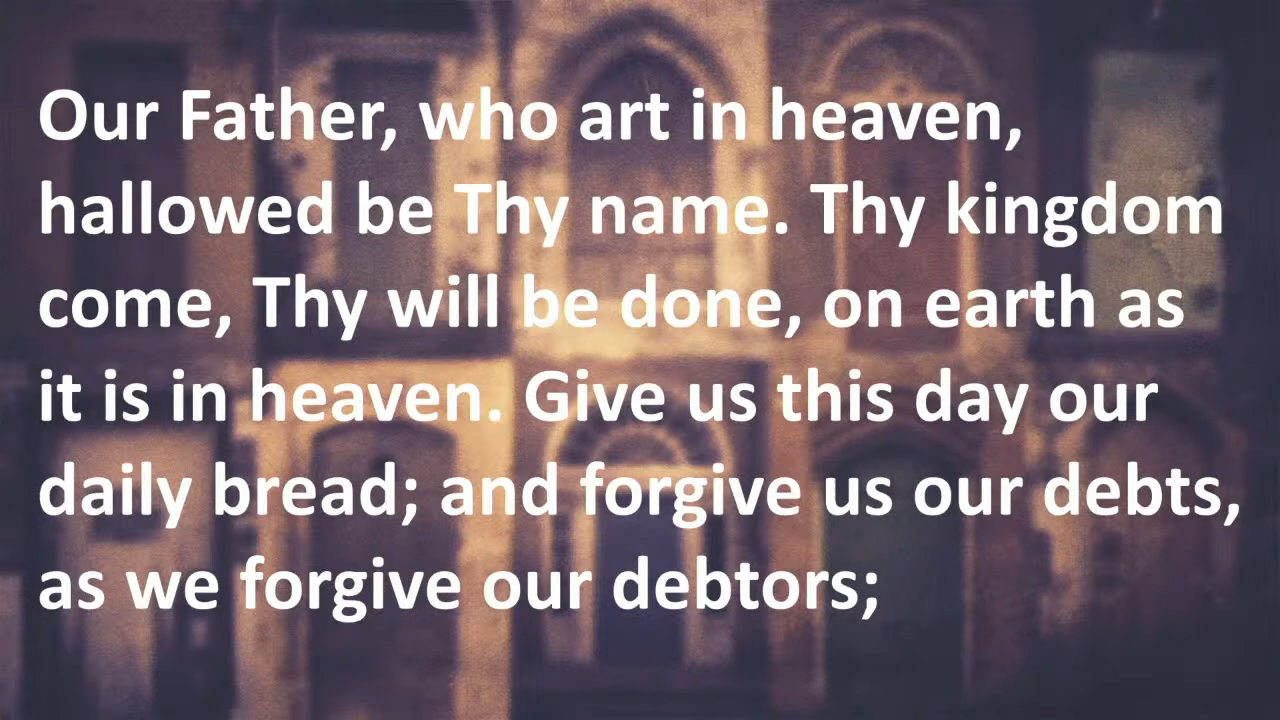 Our Father, who art in heaven,
hallowed be Thy name. Thy kingdom
come, Thy will be done, on earth as
it is in heaven. Give us this day our
daily bread; and forgive us our debts,
as we forgive our debtors;